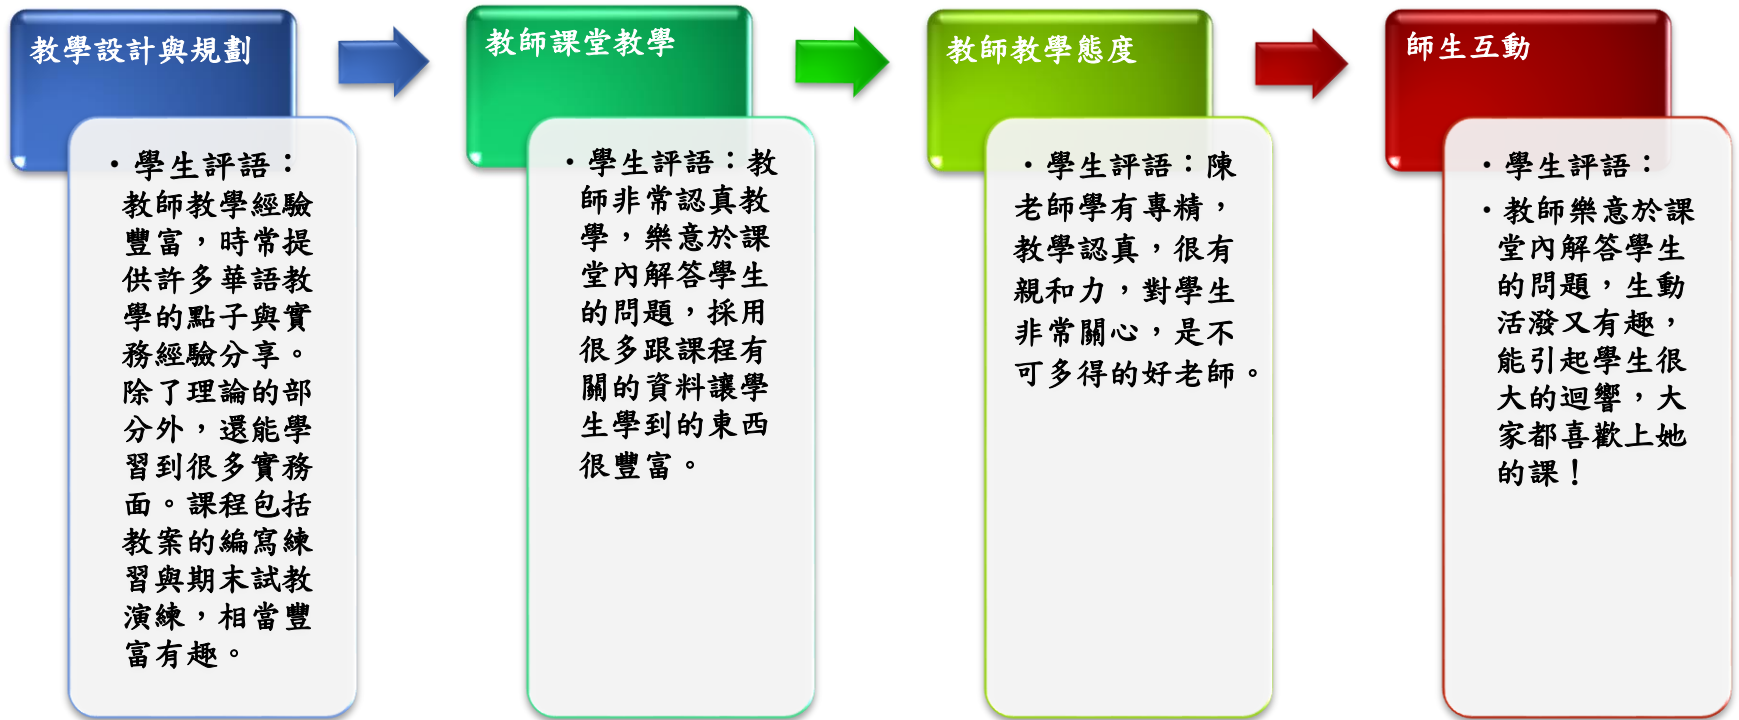 教學設計與規劃
・學生評語：
教師教學經驗
豐富，時常提
供許多華語教
學的點子與實
務經驗分享。
除了理論的部
分外，還能學
習到很多實務
面。課程包括
教案的編寫練
習與期末試教
演練，相當豐
富有趣。
教師課堂教學
・學生評語：教
師非常認真教
學，樂意於課
堂內解答學生
的問題，採用
很多跟課程有
關的資料讓學
生學到的東西
很豐富。
教師教學態度
・學生評語：陳
老師學有專精，
教學認真，很有
親和力，對學生
非常關心，是不
可多得的好老師。
師生互動
・學生評語：
・教師樂意於課
堂內解答學生
的問題，生動
活潑又有趣，
能引起學生很
大的迴響，大
家都喜歡上她
的課！